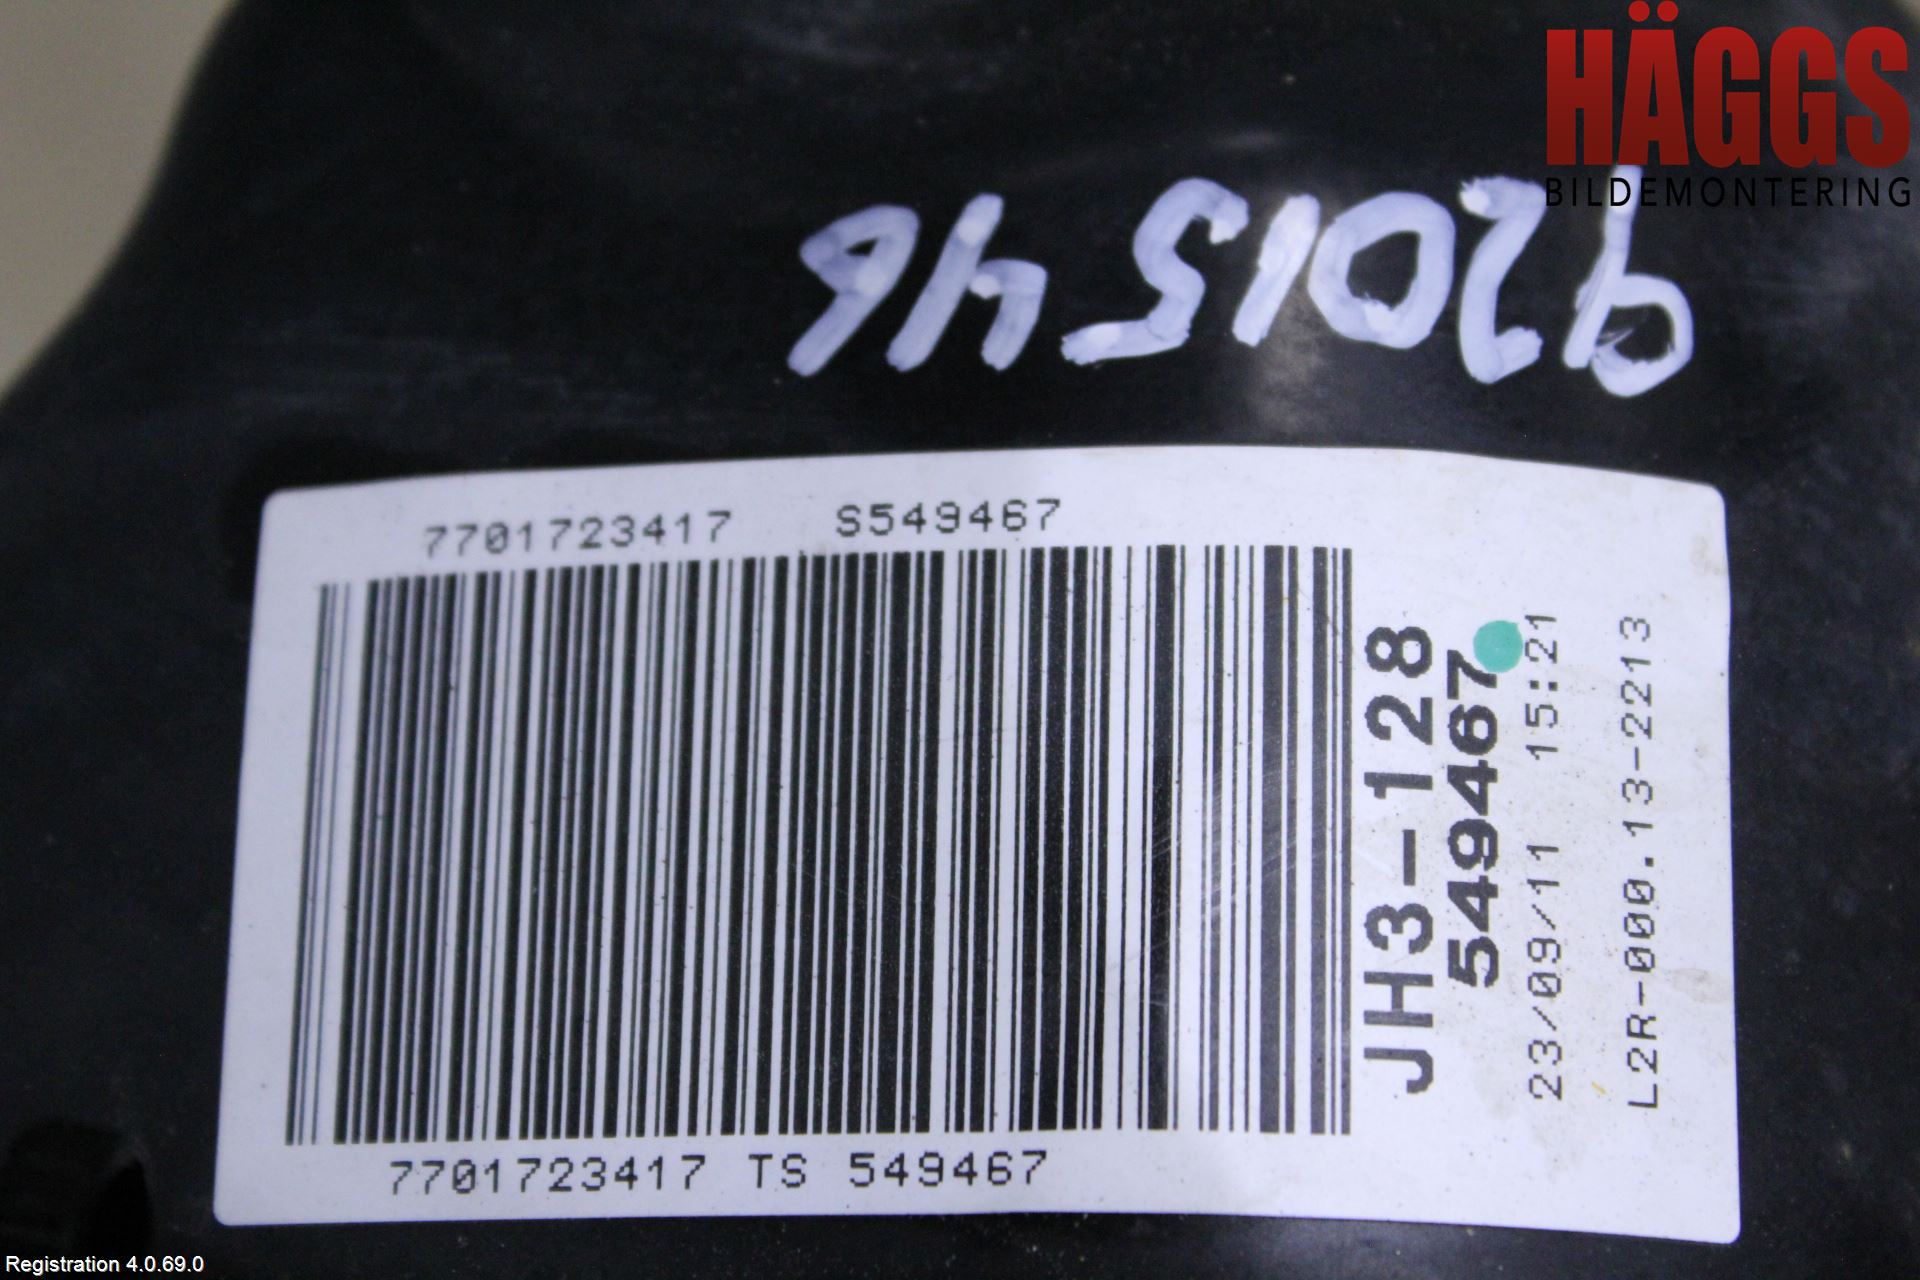 HÄGGS
BILDEMONTERING
9201546
7701723417 S549467
JH3-128
549467
23/09/11 15:21
L2R-000.13-2213
7701723417 TS 549467
Registration 4.0.69.0